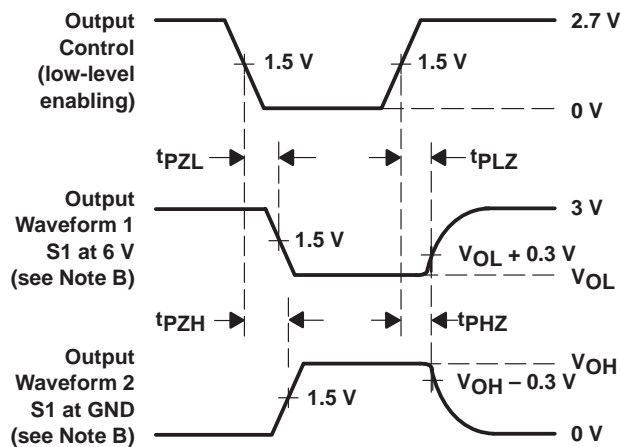 Output
Control
(low-level
enabling)
1.5 V
1.5 V
2.7 V
0 V
tPZL
tPLZ
Output
Waveform 1
S1 at 6 V
(see Note B)
1.5 V
3 V
VOL + 0.3 V
VOL
tPZH
tPHZ
Output
Waveform 2
S1 at GND
(see Note B)
1.5 V
VOH
VOH − 0.3 V
0 V